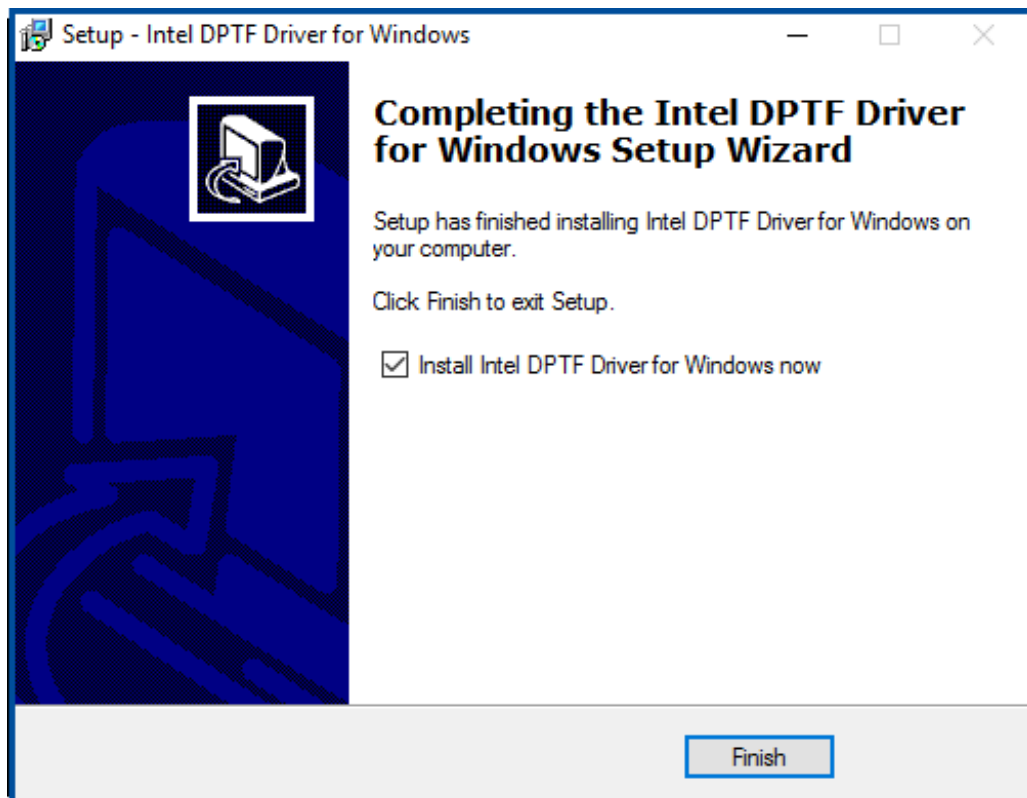 Setup - Intel DPTF Driver for Windows
Completing the Intel DPTF Driver
for Windows Setup Wizard
Setup has finished installing Intel DPTF Driver for Windows on
your computer.
Click Finish to exit Setup.
Install Intel DPTF Driver for Windows now
Finish